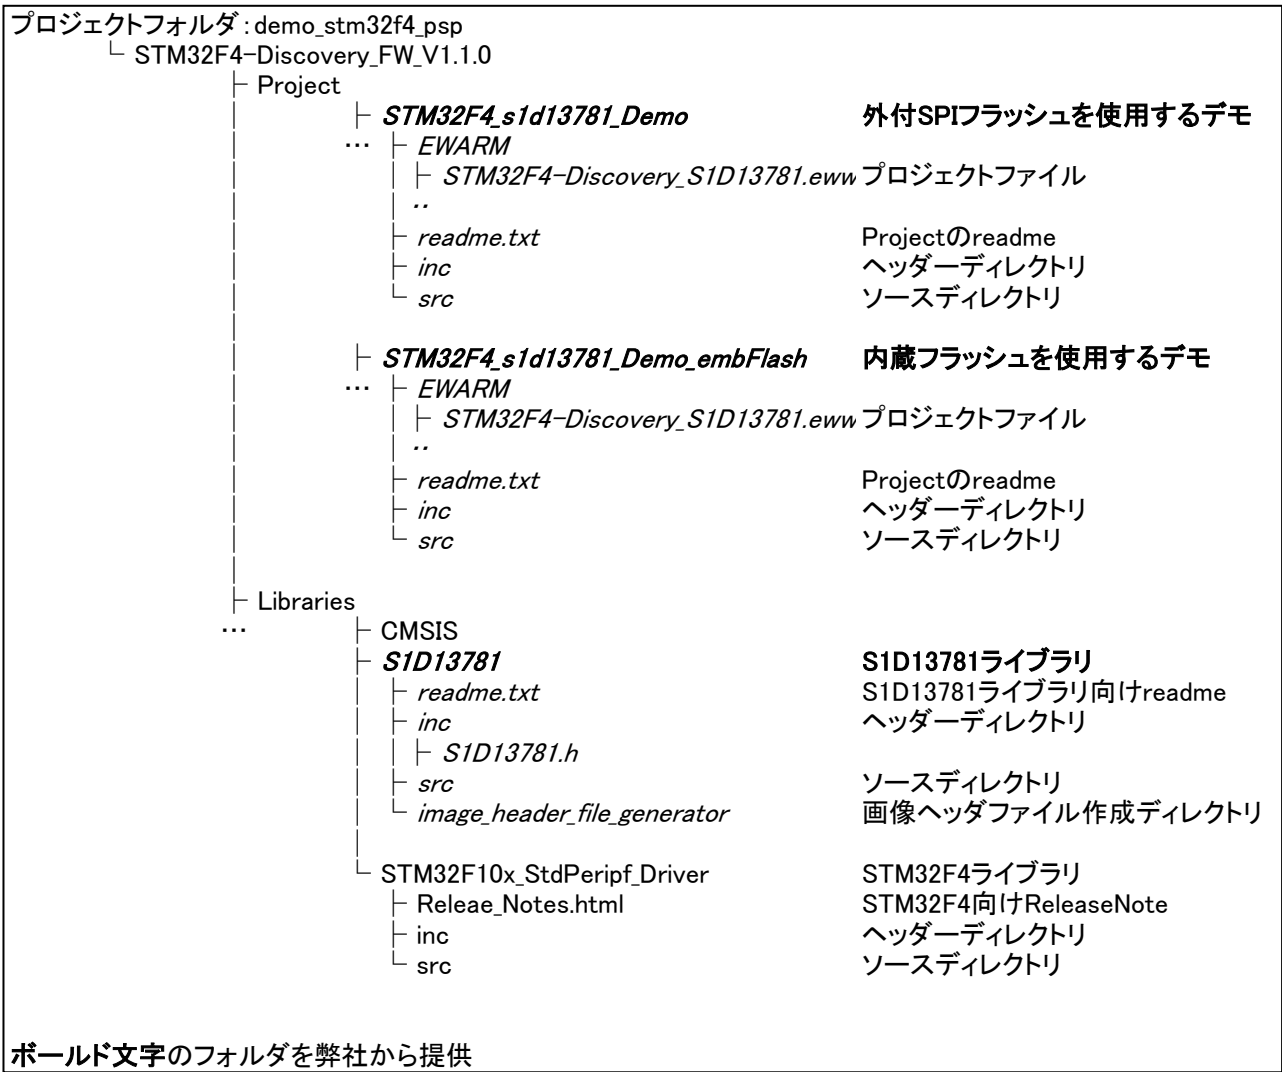 プロジェクトフォルダ：demo_stm32f4_psp
└ STM32F4-Discovery_FW_V1.1.0
├ Project
├ STM32F4_s1d13781_Demo 外付SPIフラッシュを使用するデモ
… ├ EWARM
├ STM32F4-Discovery_S1D13781.eww プロジェクトファイル
‥
├ readme.txt Projectのreadme
├ inc ヘッダーディレクトリ
└ src ソースディレクトリ
├ STM32F4_s1d13781_Demo_embFlash 内蔵フラッシュを使用するデモ
… ├ EWARM
├ STM32F4-Discovery_S1D13781.eww プロジェクトファイル
‥
├ readme.txt Projectのreadme
├ inc ヘッダーディレクトリ
└ src ソースディレクトリ
├ Libraries
… ├ CMSIS
├ S1D13781 S1D13781ライブラリ
├ readme.txt S1D13781ライブラリ向けreadme
├ inc ヘッダーディレクトリ
├ S1D13781.h
├ src ソースディレクトリ
└ image_header_file_generator 画像ヘッダファイル作成ディレクトリ
└ STM32F10x_StdPeripf_Driver STM32F4ライブラリ
├ Releae_Notes.html STM32F4向けReleaseNote
├ inc ヘッダーディレクトリ
└ src ソースディレクトリ
ボールド文字のフォルダを弊社から提供